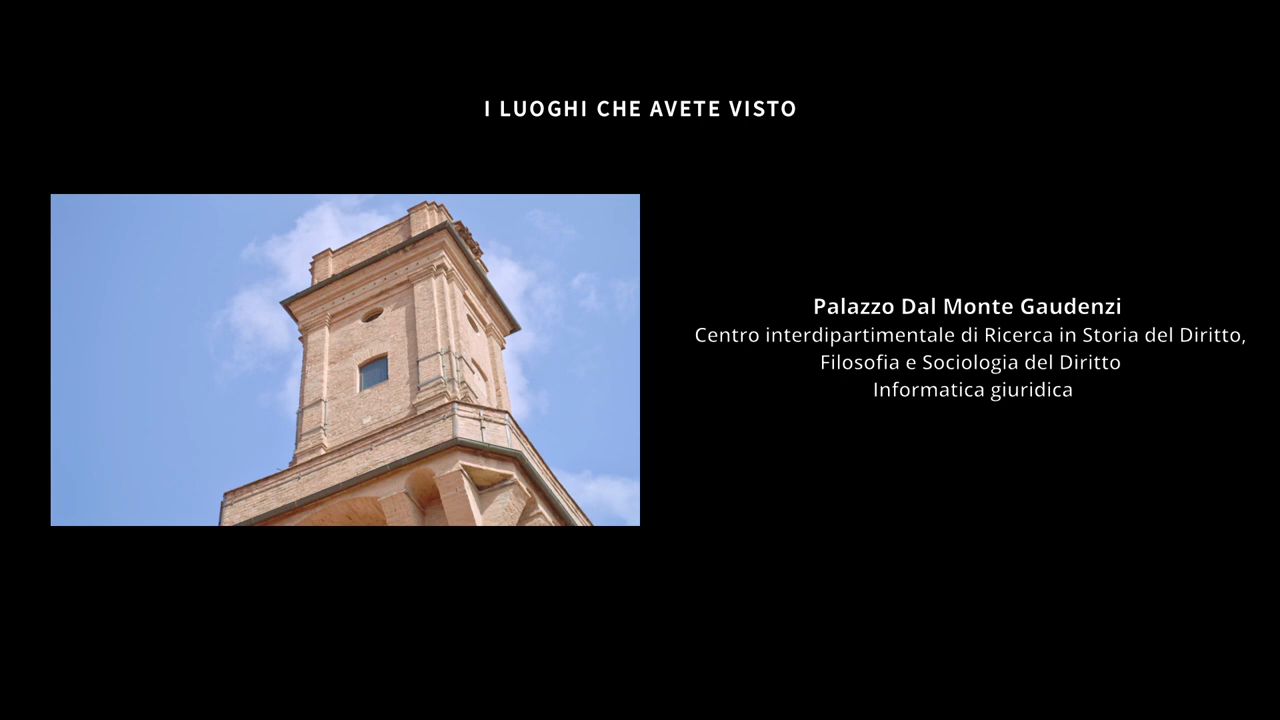 I LUOGHI CHE AVETE VISTO
Palazzo Dal Monte Gaudenzi
Centro interdipartimentale di Ricerca in Storia del Diritto,
Filosofia e Sociologia del Diritto
Informatica giuridica